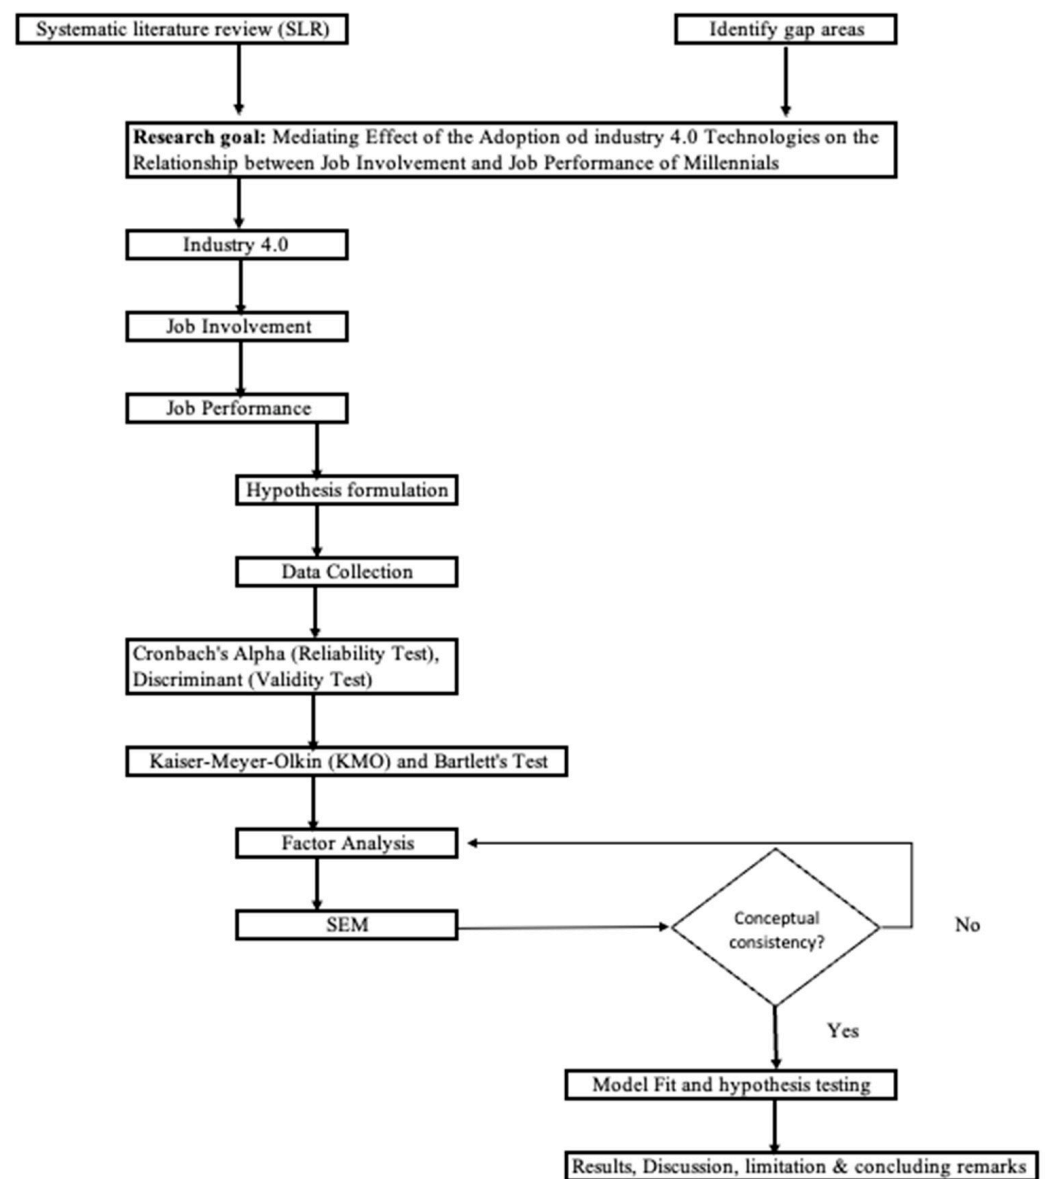 Systematic literature review (SLR)
Identify gap areas
Research goal: Mediating Effect of the Adoption od industry 4.0 Technologies on the
Relationship between Job Involvement and Job Performance of Millennials
Industry 4.0
Job Involvement
Job Performance
Hypothesis formulation
Data Collection
Cronbach's Alpha (Reliability Test),
Discriminant (Validity Test)
Kaiser-Meyer-Olkin (KMO) and Bartlett's Test
Factor Analysis
SEM
Conceptual
consistency?
No
Yes
Model Fit and hypothesis testing
Results, Discussion, limitation & concluding remarks